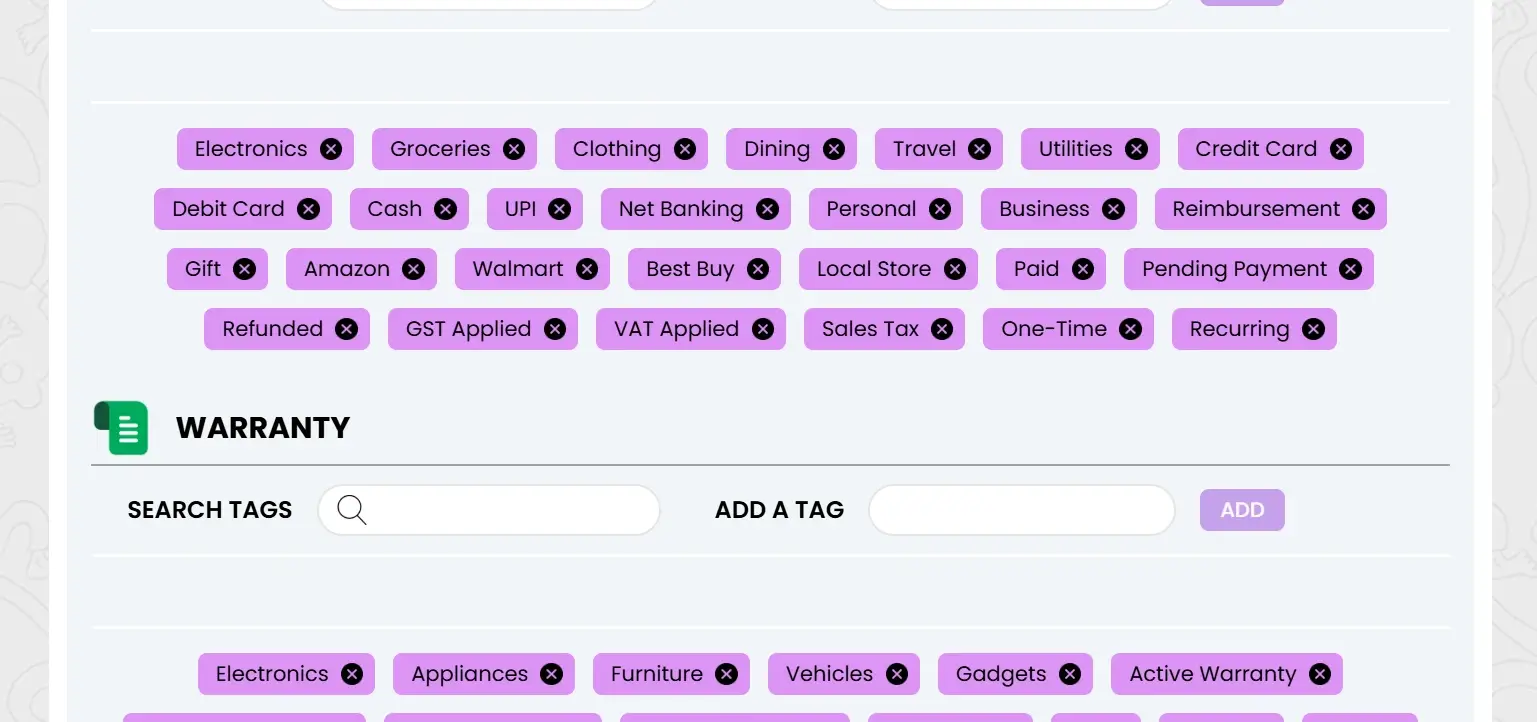 Electronics Groceries Clothing Dining Travel Utilities Credit Card
Debit Card Cash UPI Net Banking Personal Business Reimbursement
Gift Amazon Walmart Best Buy Local Store Paid Pending Payment
Refunded GST Applied VAT Applied Sales Tax One-Time Recurring
WARRANTY
SEARCH TAGS ADD A TAG ADD
Electronics Appliances Furniture Vehicles Gadgets Active Warranty